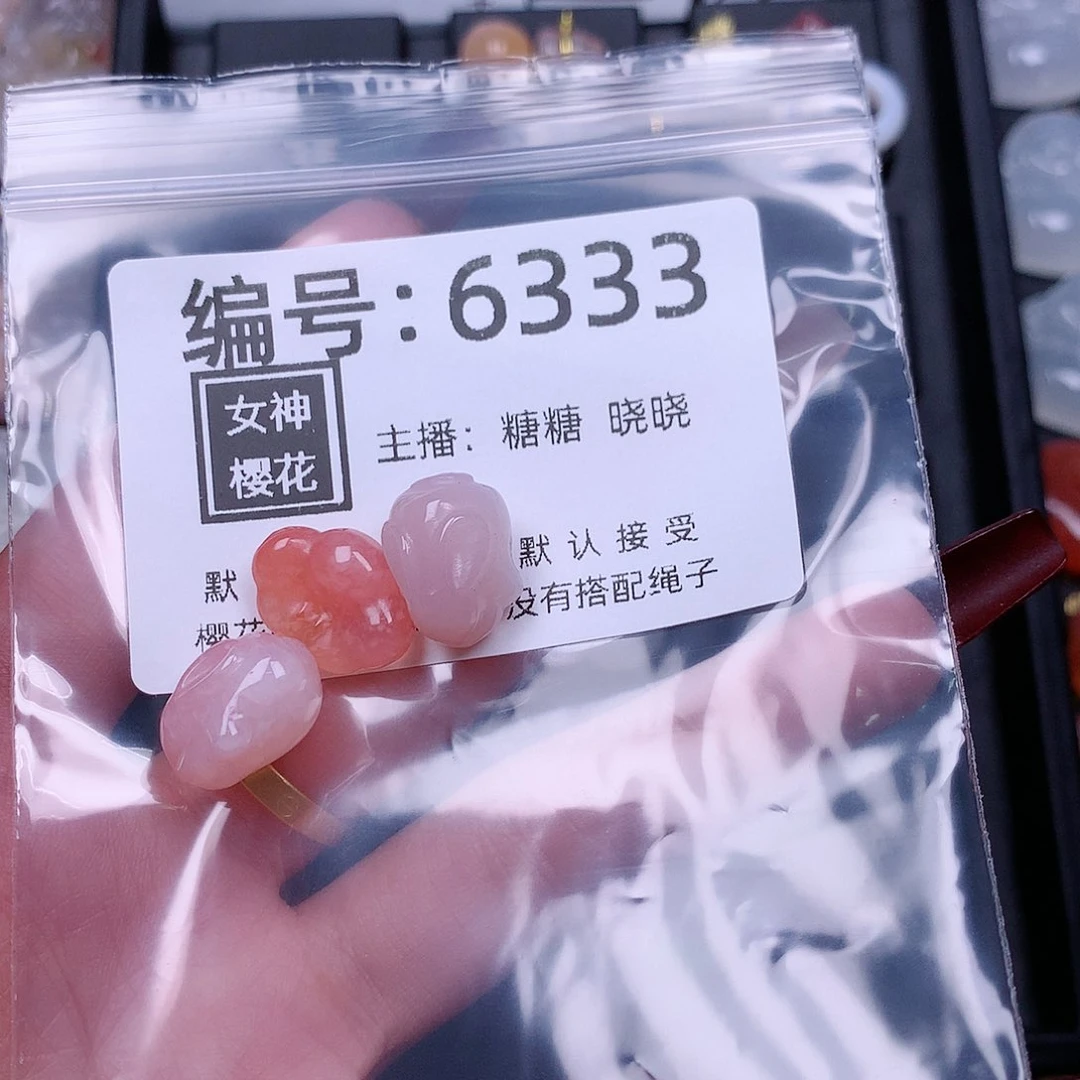 编号:6333
女神
樱花
主播: 糖糖 晓晓
默 默认接受
樱花 没有搭配绳子